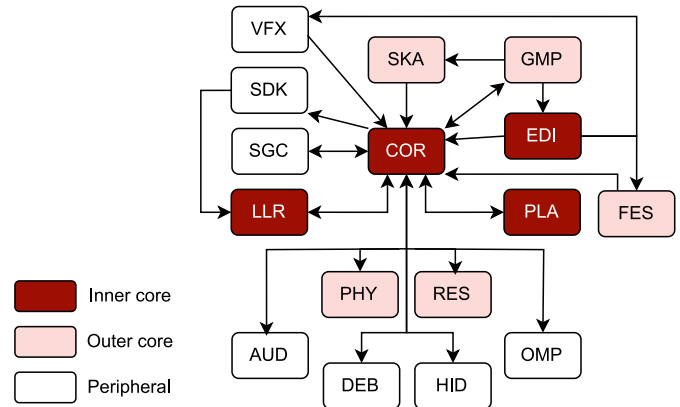 VFX
SKA
GMP
SDK
EDI
SGC
COR
LLR
PLA
FES
Inner core
PHY
RES
Outer core
AUD
OMP
Peripheral
DEB
HID